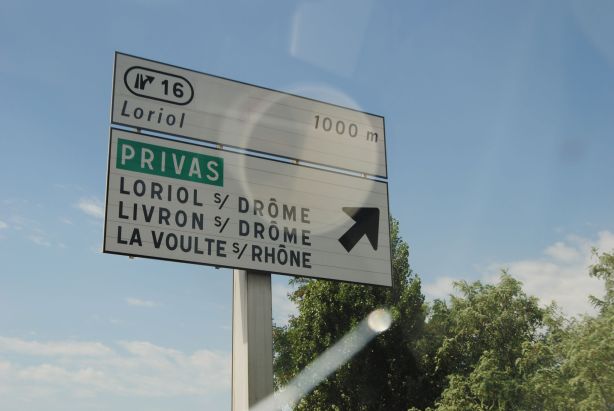 16
Loriol 1000 m
PRIVAS
LORIOL s/ DRÔME
LIVRON s/ DRÔME
LA VOULTE s/ RHÔNE